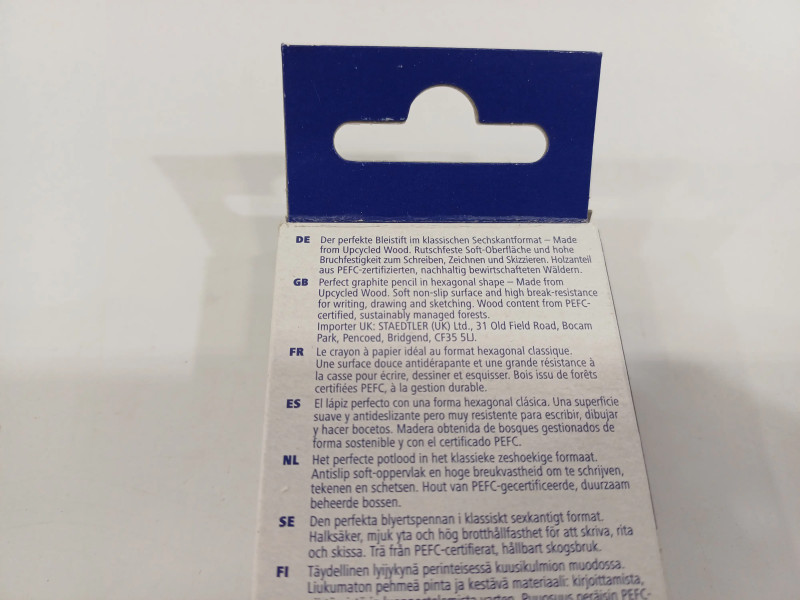 DE Der perfekte Bleistift im klassischen Sechskantformat – Made
from Upcycled Wood. Rutschfeste Soft-Oberfläche und hohe
Bruchfestigkeit zum Schreiben, Zeichnen und Skizzieren. Holzanteil
aus PEFC-zertifizierten, nachhaltig bewirtschafteten Wäldern.
GB Perfect graphite pencil in hexagonal shape – Made from
Upcycled Wood. Soft non-slip surface and high break-resistance
for writing, drawing and sketching. Wood content from PEFC-
certified, sustainably managed forests.
Importer UK: STAEDTLER (UK) Ltd., 31 Old Field Road, Bocam
Park, Pencoed, Bridgend, CF35 5LJ.
FR Le crayon à papier idéal au format hexagonal classique.
Une surface douce antidérapante et une grande résistance à
la casse pour écrire, dessiner et esquisser. Bois issu de forêts
certifiées PEFC, à la gestion durable.
ES El lápiz perfecto con una forma hexagonal clásica. Una superficie
suave y antideslizante pero muy resistente para escribir, dibujar
y hacer bocetos. Madera obtenida de bosques gestionados de
forma sostenible y con el certificado PEFC.
NL Het perfecte potlood in het klassieke zeshoekige formaat.
Antislip soft-oppervlak en hoge breukvastheid om te schrijven,
tekenen en schetsen. Hout van PEFC-gecertificeerde, duurzaam
beheerde bossen.
SE Den perfekta blyertspennan i klassiskt sexkantigt format.
Halksäker, mjuk yta och hög brotthållfasthet för att skriva, rita
och skissa. Trä från PEFC-certifierat, hållbart skogsbruk.
FI Täydellinen lyijykynä perinteisessä kuusikulmion muodossa.
Liukumaton pehmeä pinta ja kestävä materiaali: kirjoittamista,
varten. Puuosuus peräisin PEFC-